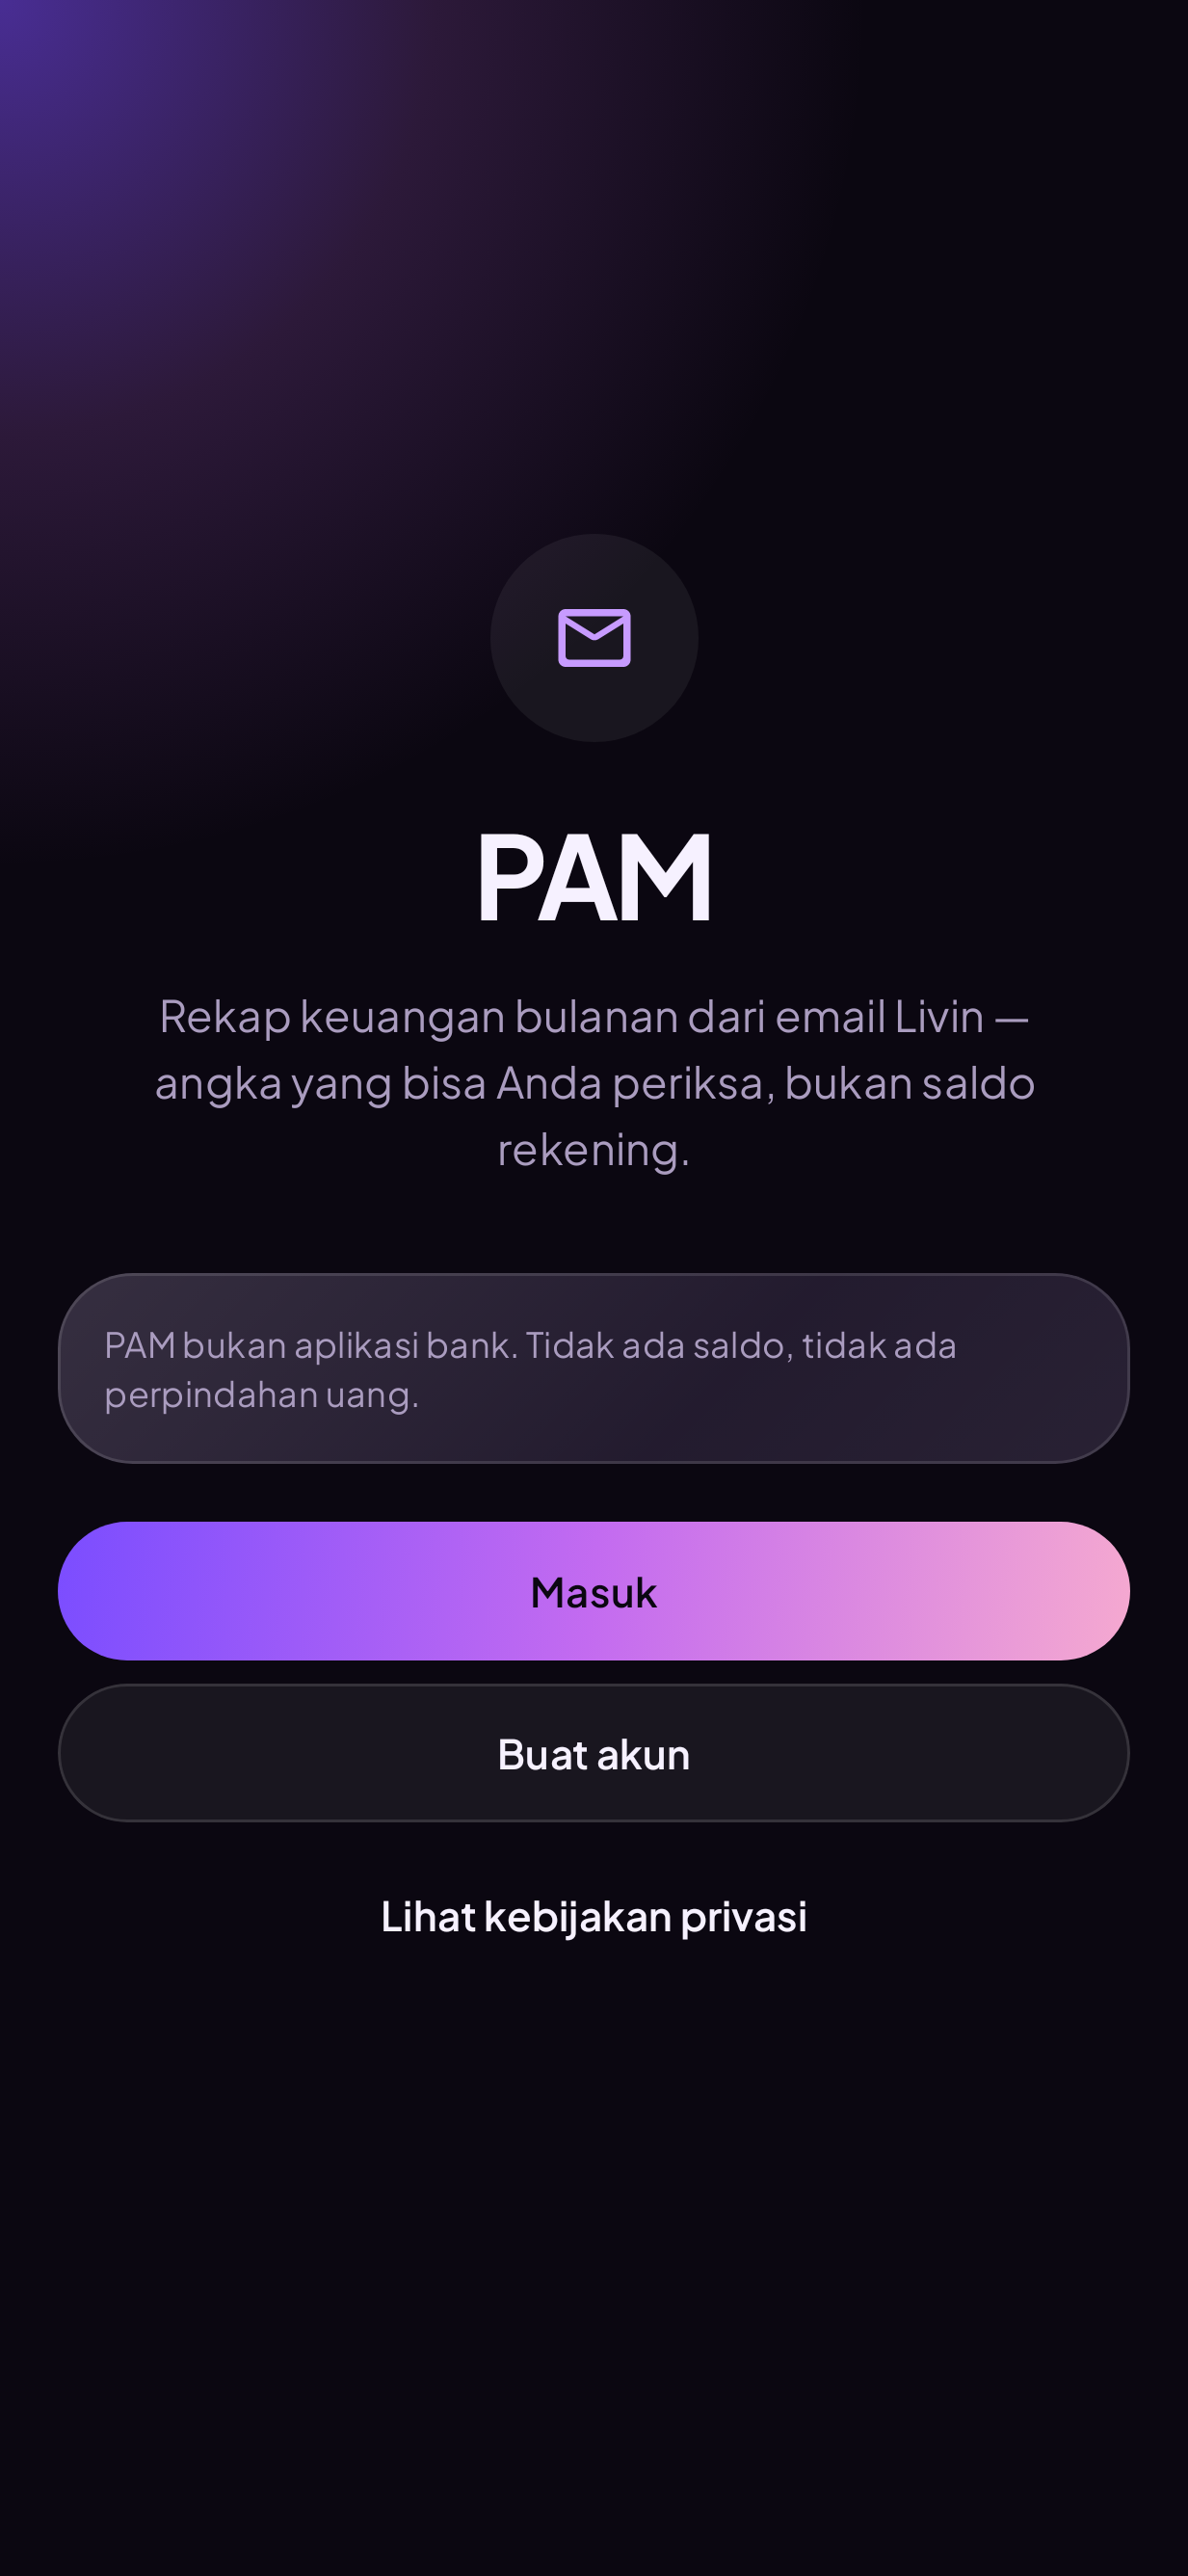 PAM
Rekap keuangan bulanan dari email Livin —
angka yang bisa Anda periksa, bukan saldo
rekening.
PAM bukan aplikasi bank. Tidak ada saldo, tidak ada
perpindahan uang.
Masuk
Buat akun
Lihat kebijakan privasi